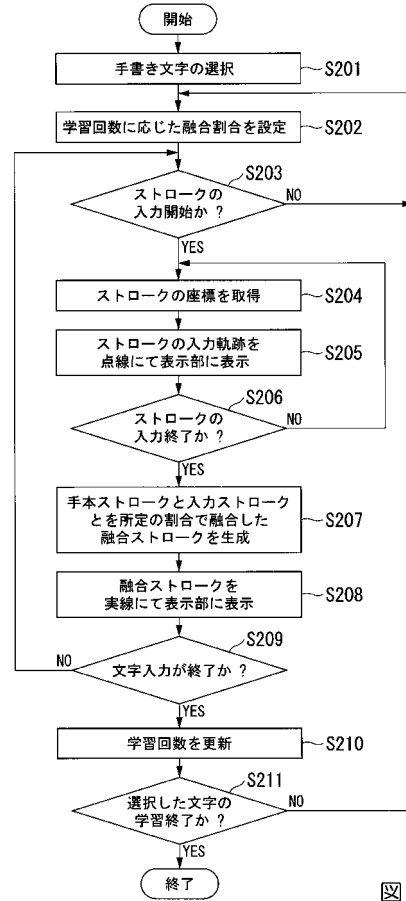 開始
手書き文字の選択
S201
学習回数に応じた融合割合を設定
S202
S203
ストロークの
入力開始か ?
NO
YES
ストロークの座標を取得
S204
ストロークの入力軌跡を
点線にて表示部に表示
S205
S206
ストロークの
入力終了か ?
NO
YES
手本ストロークと入力ストローク
とを所定の割合で融合した
融合ストロークを生成
S207
融合ストロークを
実線にて表示部に表示
S208
S209
NO
文字入力が終了か ?
YES
学習回数を更新
S210
S211
選択した文字の
学習終了か ?
NO
YES
終了
図